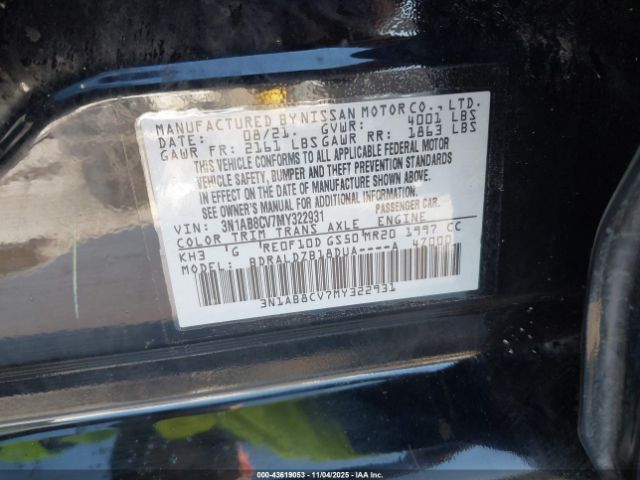 MANUFACTURED BY NISSAN MOTOR CO., LTD.
DATE: 08/21. GVWR: 4001 LBS
GAWR FR: 2161 LBS GAWR RR: 1863 LBS
THIS VEHICLE CONFORMS TO ALL APPLICABLE FEDERAL MOTOR
VEHICLE SAFETY, BUMPER AND THEFT PREVENTION STANDARDS
IN EFFECT ON THE DATE OF MANUFACTURE SHOWN ABOVE.
SEE OWNER'S MANUAL FOR ADDITIONAL INFORMATION.
VIN: 3N1AB8CV7MY322931 PASSENGER CAR.
COLOR TRIM TRANS AXLE ENGINE
KH3 G RE0F10D GS50 MR20 1997 CC
MODEL: BDRALDZB18DUA----A 47000
3N1AB8CV7MY322931
000-43619053 - 11/04/2025 - IAAI.COM